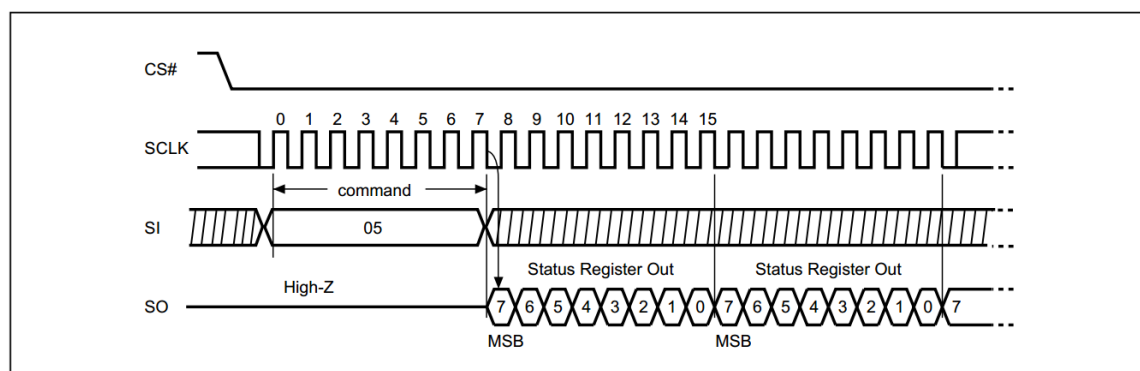 CS#
0 1 2 3 4 5 6 7 8 9 10 11 12 13 14 15
SCLK
command
SI
05
Status Register Out Status Register Out
High-Z
SO
7 6 5 4 3 2 1 0 7 6 5 4 3 2 1 0 7
MSB MSB